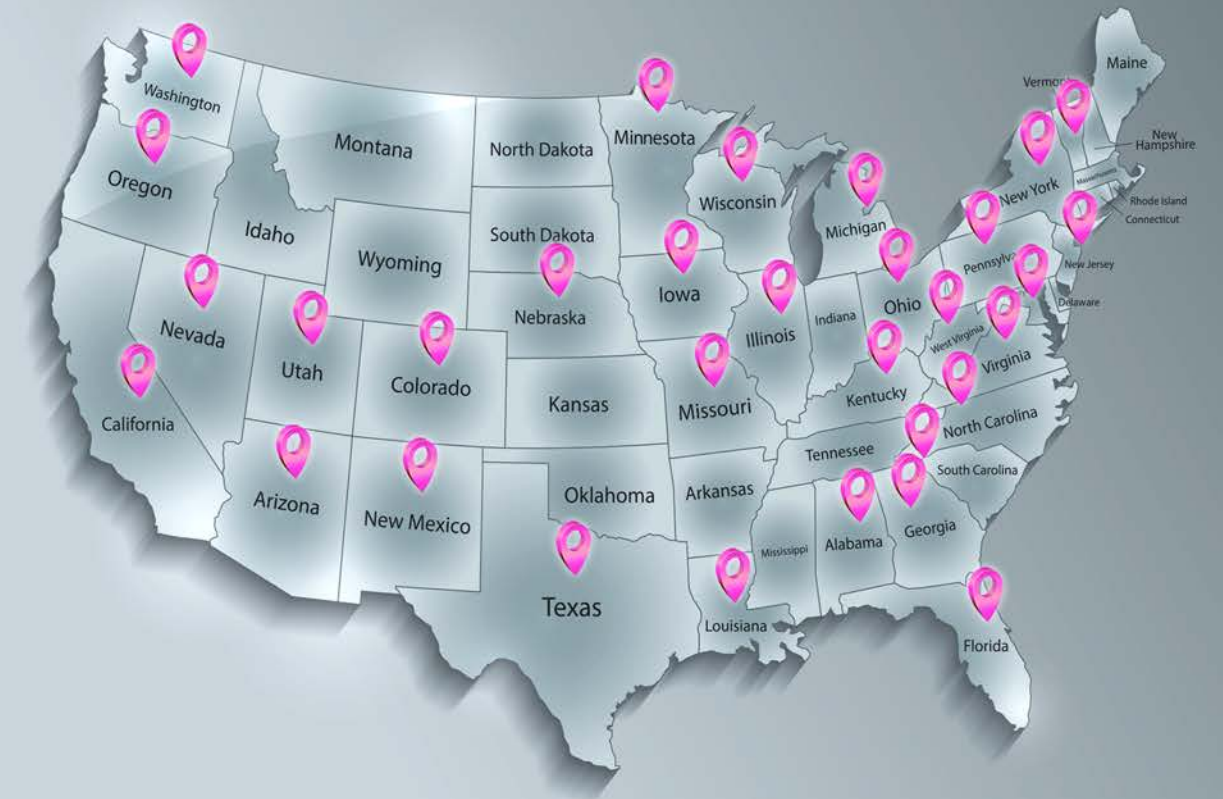 Maine
Washington
Minnesota
New
Hampshire
Montana
North Dakota
Oregon
Wisconsin
New York
Massachusetts
Rhode Island
Connecticut
Idaho
South Dakota
Michigan
Wyoming
New Jersey
Iowa
Ohio
Delaware
Nebraska
Indiana
Nevada
Illinois
West Virginia
Virginia
Utah
Colorado
Kansas
Missouri
Kentucky
California
North Carolina
Tennessee
South Carolina
Arizona
New Mexico
Oklahoma
Arkansas
Georgia
Mississippi
Alabama
Texas
Louisiana
Florida
Vermon
Pennsylva